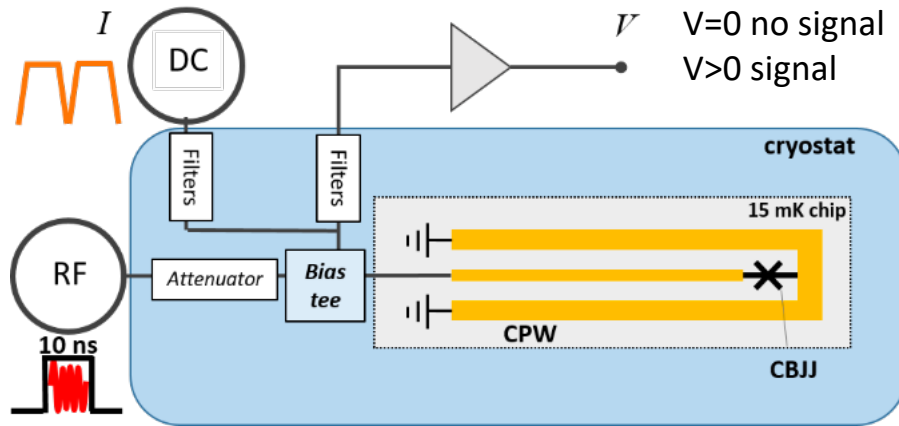 I
DC
V
V=0 no signal
V>0 signal
Filters
Filters
cryostat
15 mK chip
RF
Attenuator
Bias
tee
10 ns
CPW
CBJJ